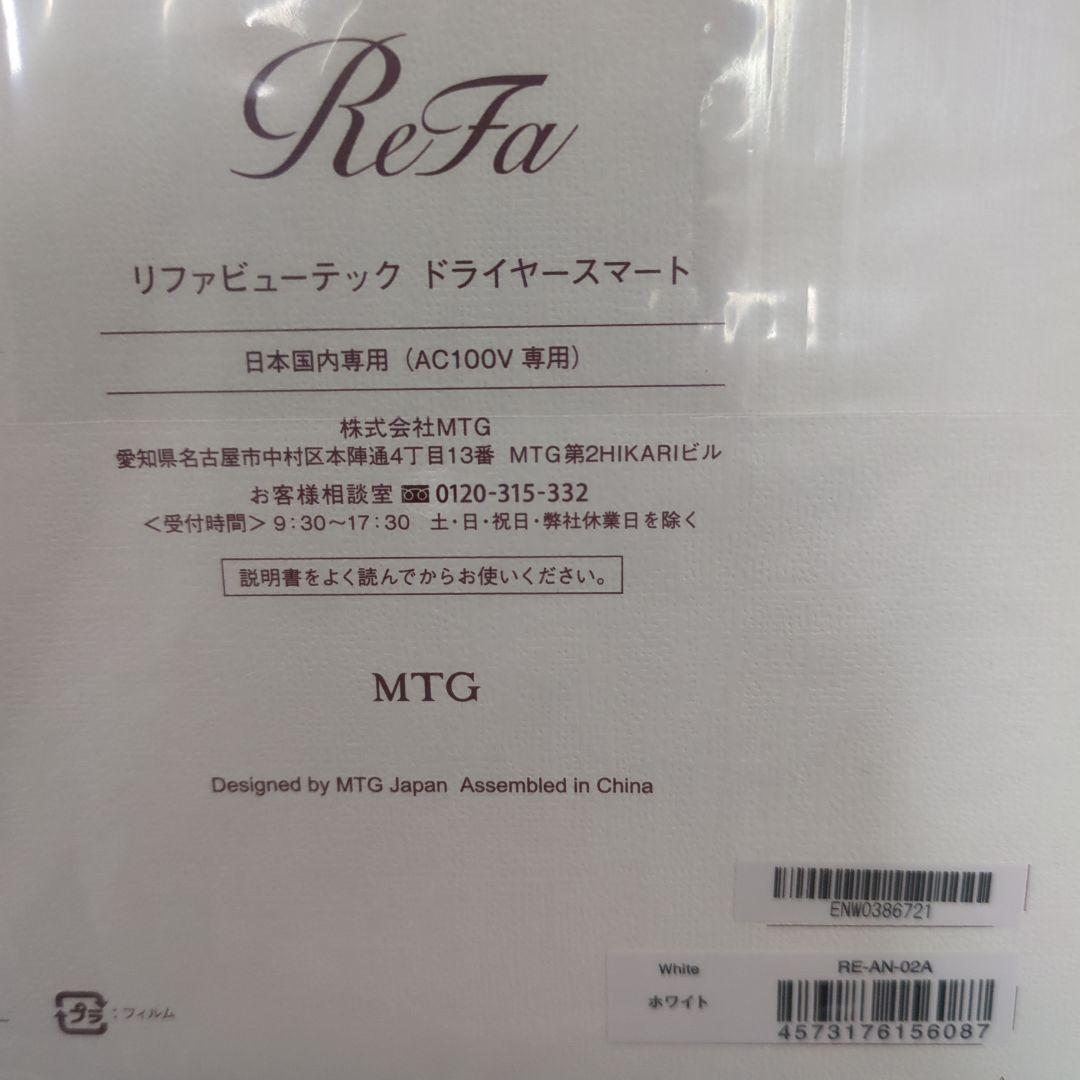 ReFa
リファビューテック ドライヤースマート
日本国内専用（AC100V 専用）
株式会社MTG
愛知県名古屋市中村区本陣通4丁目13番 MTG第2HIKARIビル
お客様相談室 0120-315-332
＜受付時間＞9:30〜17:30 土・日・祝日・弊社休業日を除く
説明書をよく読んでからお使いください。
MTG
Designed by MTG Japan Assembled in China
ENW0386721
White RE-AN-02A
ホワイト
4573176156087
プラ : フィルム